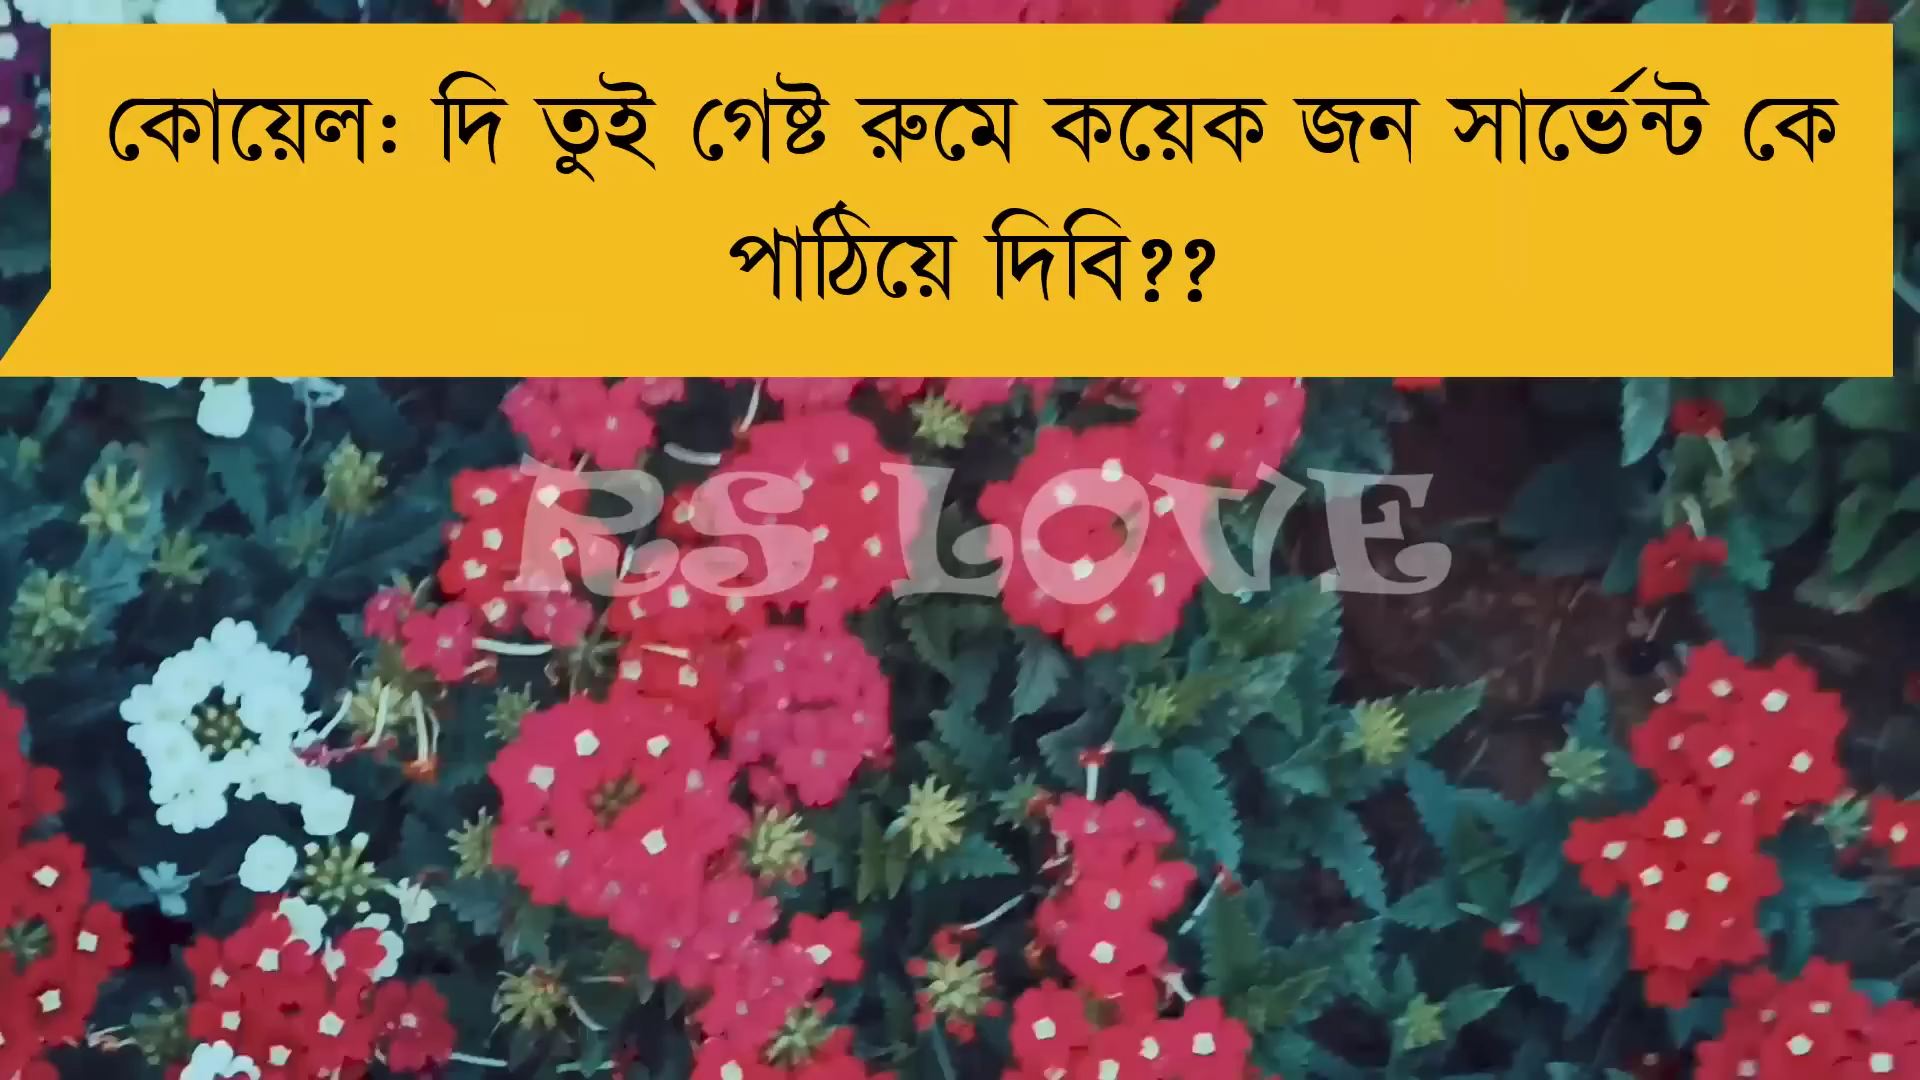 কোয়েল: দি তুই গেষ্ট রুমে কয়েক জন সার্ভেন্ট কে
পাঠিয়ে দিবি??
RS LOVE